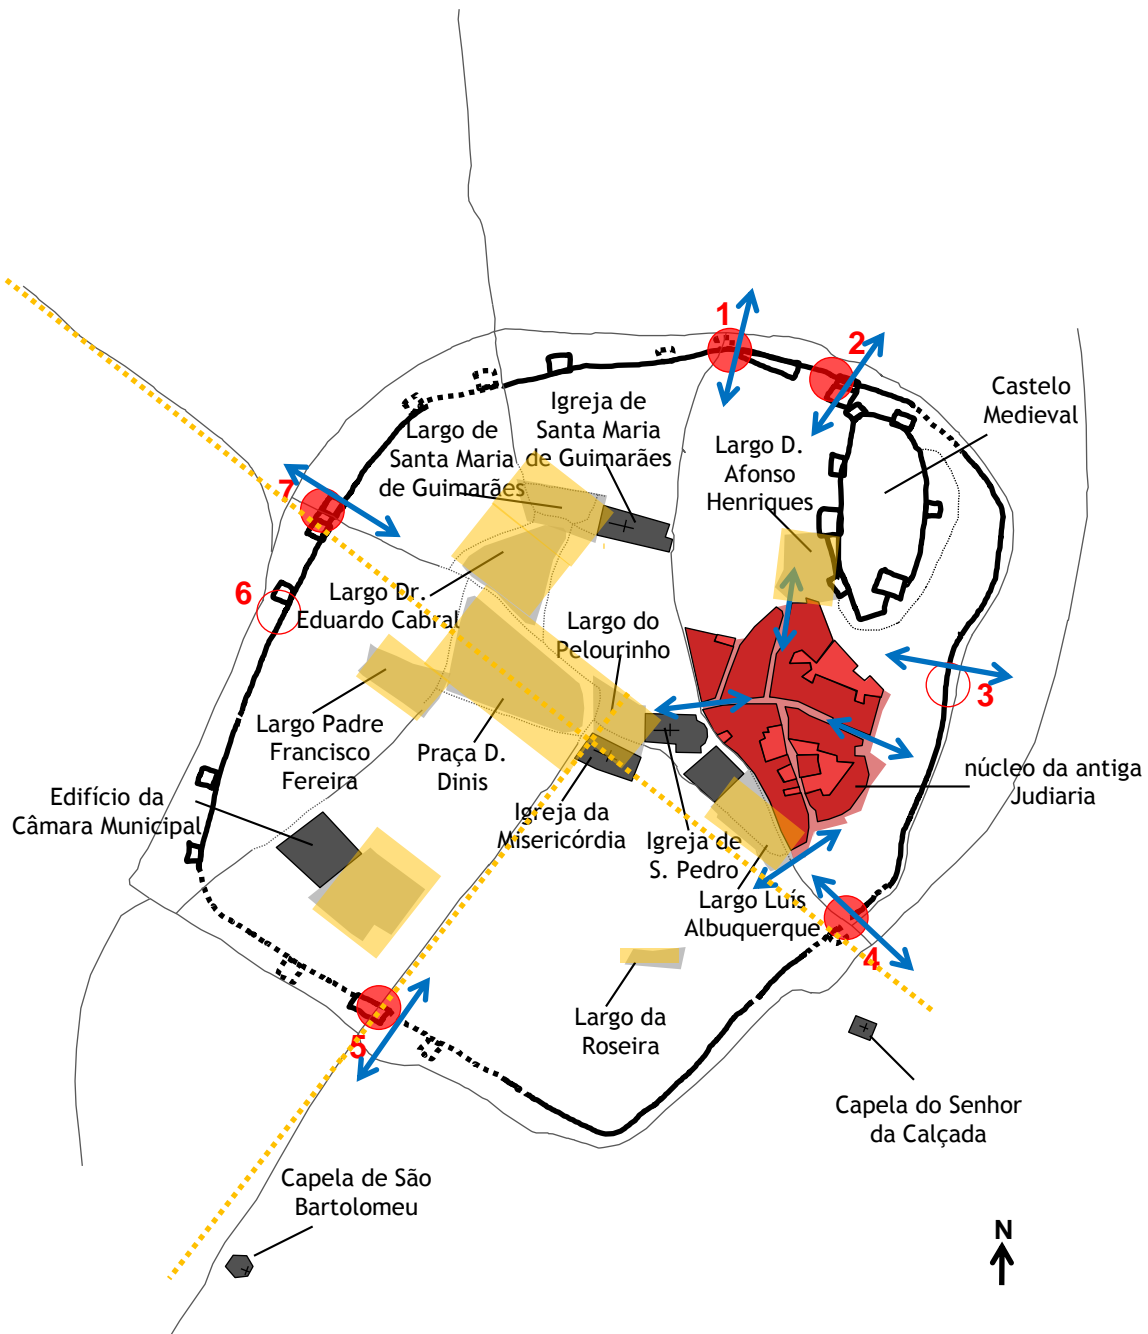 1
2
Castelo
Medieval
Igreja de
Santa Maria
de Guimarães
Largo de
Santa Maria
de Guimarães
Largo D.
Afonso
Henriques
7
6
Largo Dr.
Eduardo Cabral
Largo do
Pelourinho
3
Largo Padre
Francisco
Fereira
Praça D.
Dinis
núcleo da antiga
Judiaria
Edifício da
Câmara Municipal
Igreja da
Misericórdia
Igreja de
S. Pedro
Largo Luís
Albuquerque
4
5
Largo da
Roseira
Capela do Senhor
da Calçada
Capela de São
Bartolomeu
N